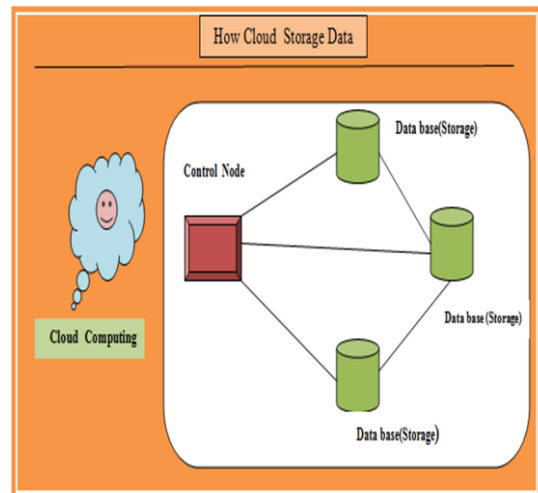 How Cloud Storage Data
Data base(Storage)
Control Node
Data base (Storage)
Cloud Computing
Data base(Storage)